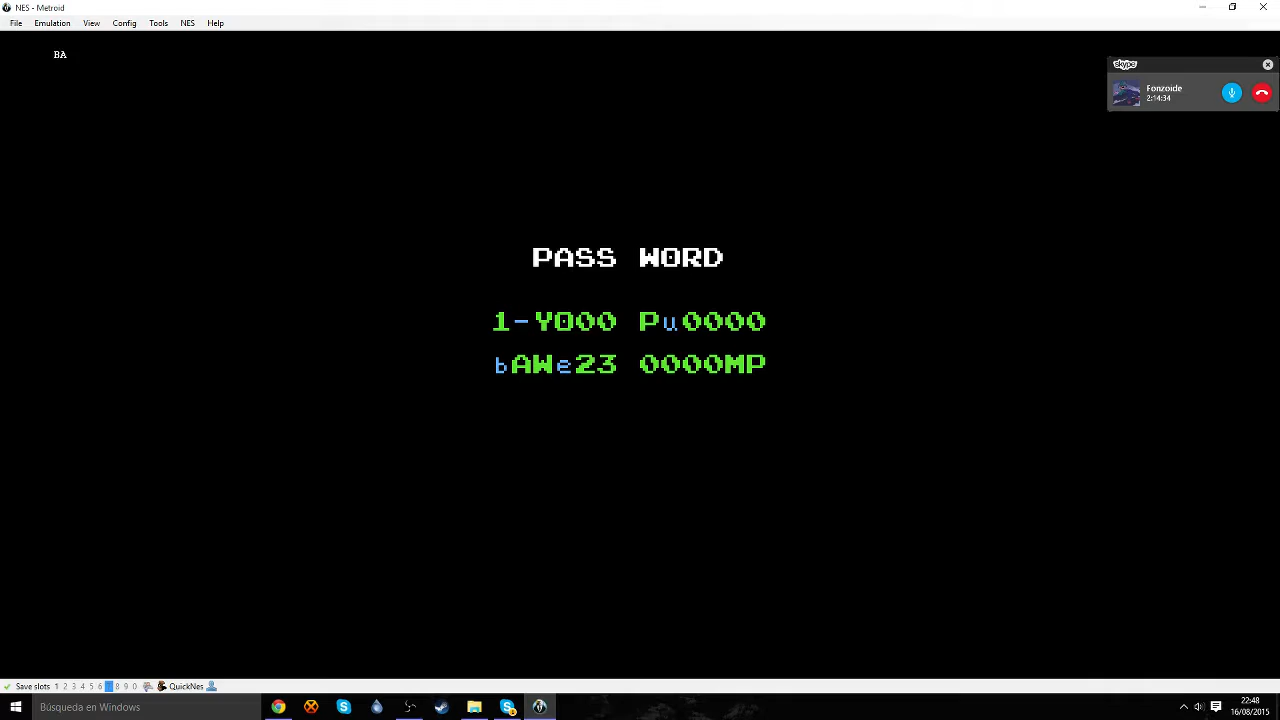 NES - Metroid
File Emulation View Config Tools NES Help
BA
skype
Fonzoide
2:14:34
PASS WORD
1-Y000 Pu0000
bAWe23 0000MP
Save slots 1 2 3 4 5 6 7 8 9 0 QuickNes
Búsqueda en Windows
22:48
16/08/2015